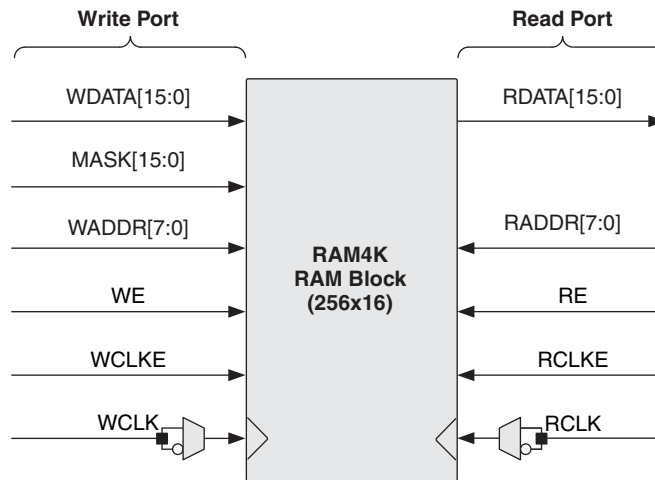 Write Port
Read Port
WDATA[15:0]
RDATA[15:0]
MASK[15:0]
WADDR[7:0]
RADDR[7:0]
RAM4K
RAM Block
(256x16)
WE
RE
WCLKE
RCLKE
WCLK
RCLK